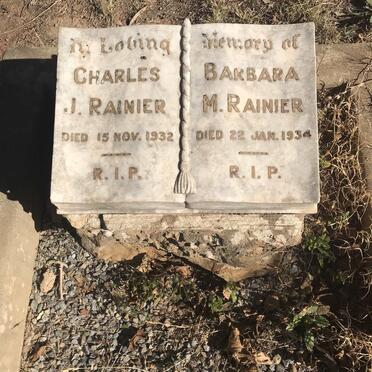 In Loving Memory of
CHARLES
J. RAINIER
DIED 15 NOV. 1932
R.I.P.
BARBARA
M. RAINIER
DIED 22 JAN. 1934
R.I.P.